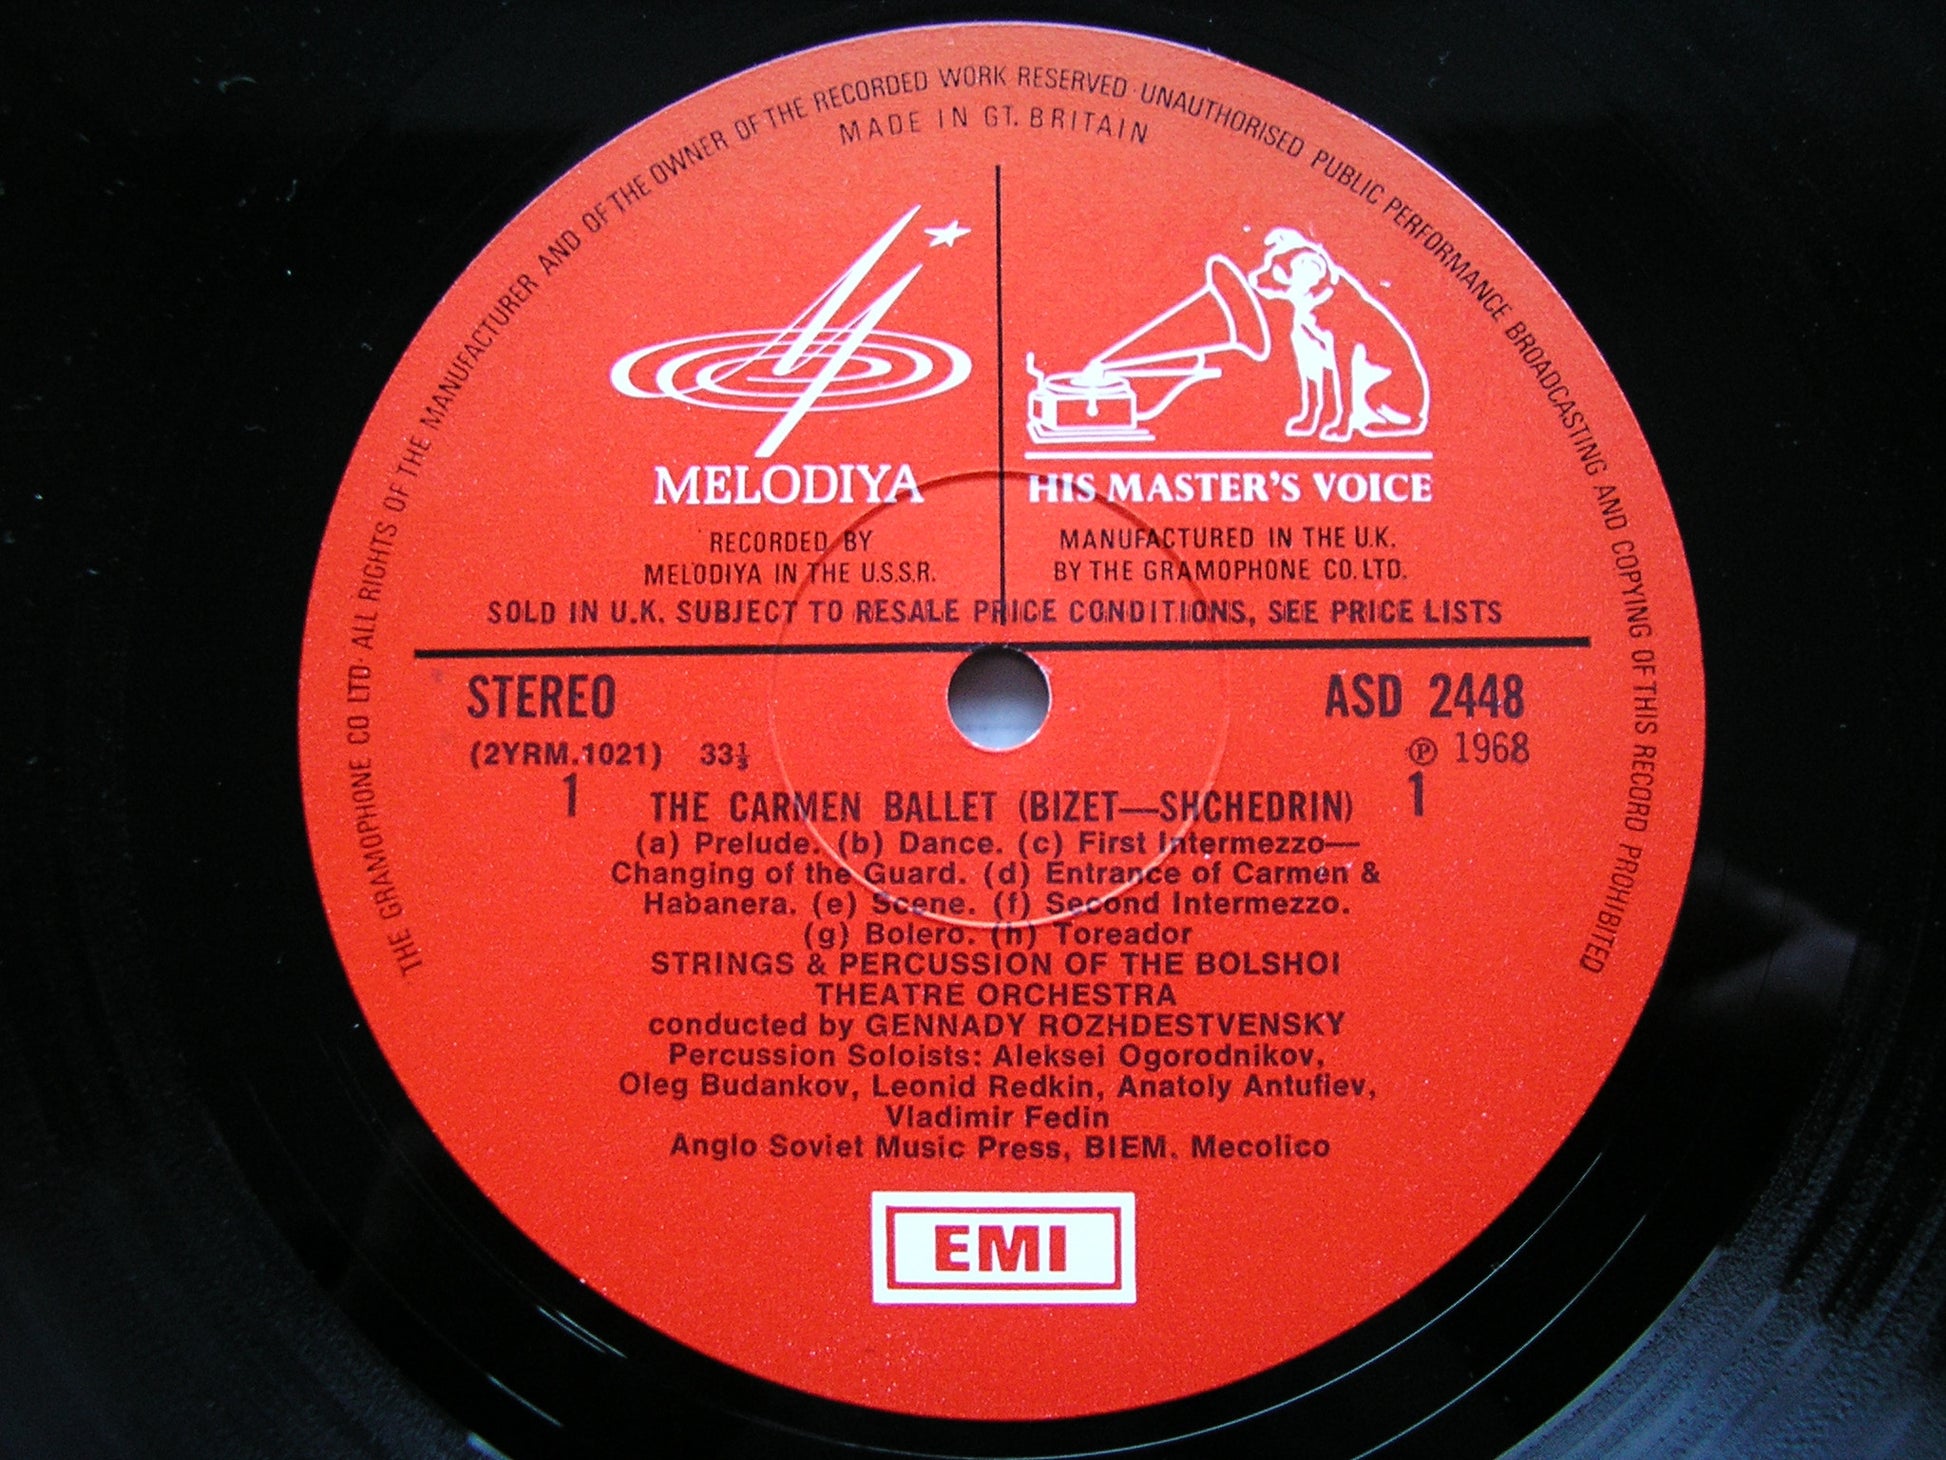 THE GRAMOPHONE CO LTD· ALL RIGHTS OF THE MANUFACTURER AND OF THE OWNER OF THE RECORDED WORK RESERVED · UNAUTHORISED PUBLIC PERFORMANCE BROADCASTING AND COPYING OF THIS RECORD PROHIBITED
MADE IN GT. BRITAIN
MELODIYA
HIS MASTER'S VOICE
RECORDED BY
MELODIYA IN THE U.S.S.R.
MANUFACTURED IN THE U.K.
BY THE GRAMOPHONE CO. LTD.
SOLD IN U.K. SUBJECT TO RESALE PRICE CONDITIONS, SEE PRICE LISTS
STEREO ASD 2448
(2YRM.1021) 33⅓ ℗ 1968
1 THE CARMEN BALLET (BIZET—SHCHEDRIN) 1
(a) Prelude. (b) Dance. (c) First Intermezzo—
Changing of the Guard. (d) Entrance of Carmen &
Habanera. (e) Scene. (f) Second Intermezzo.
(g) Bolero. (h) Toreador
STRINGS & PERCUSSION OF THE BOLSHOI
THEATRE ORCHESTRA
conducted by GENNADY ROZHDESTVENSKY
Percussion Soloists: Aleksei Ogorodnikov,
Oleg Budankov, Leonid Redkin, Anatoly Antufiev,
Vladimir Fedin
Anglo Soviet Music Press, BIEM. Mecolico
EMI